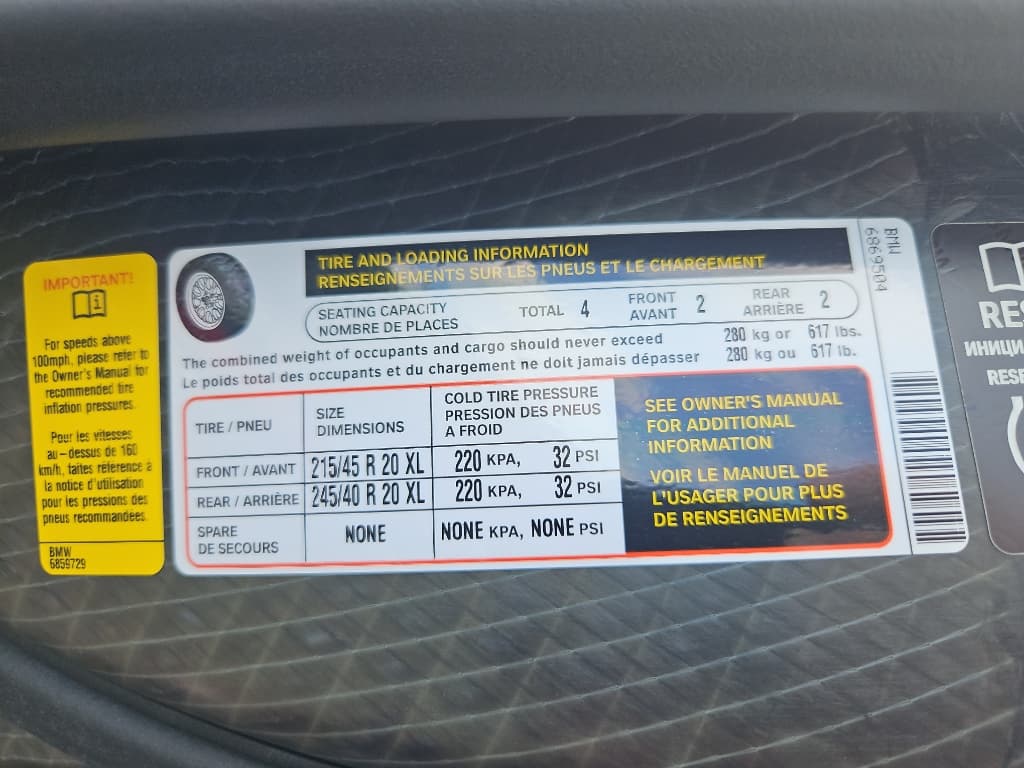 IMPORTANT!
For speeds above
100mph, please refer to
the Owner's Manual for
recommended tire
inflation pressures.
Pour les vitesses
au-dessus de 160
km/h, faites référence à
la notice d'utilisation
pour les pressions des
pneus recommandées.
BMW
6859729
TIRE AND LOADING INFORMATION
RENSEIGNEMENTS SUR LES PNEUS ET LE CHARGEMENT
SEATING CAPACITY
NOMBRE DE PLACES
TOTAL 4
FRONT
AVANT
2
REAR
ARRIÈRE
2
The combined weight of occupants and cargo should never exceed 280 kg or 617 lbs.
Le poids total des occupants et du chargement ne doit jamais dépasser 280 kg ou 617 lb.
TIRE / PNEU
SIZE
DIMENSIONS
COLD TIRE PRESSURE
PRESSION DES PNEUS
A FROID
FRONT / AVANT 215/45 R 20 XL 220 KPA, 32 PSI
REAR / ARRIÈRE 245/40 R 20 XL 220 KPA, 32 PSI
SPARE
DE SECOURS
NONE
NONE KPA, NONE PSI
SEE OWNER'S MANUAL
FOR ADDITIONAL
INFORMATION
VOIR LE MANUEL DE
L'USAGER POUR PLUS
DE RENSEIGNEMENTS
BMW
6869504
RES
ИНИЦИ
RESE